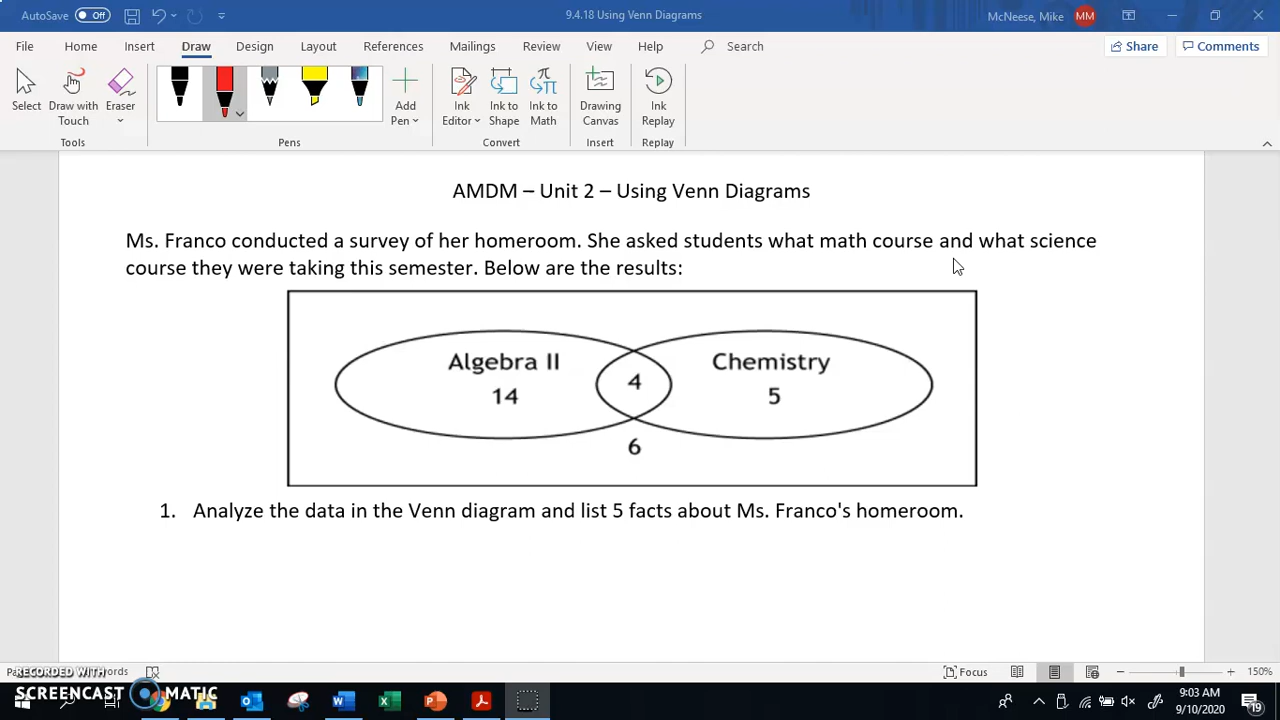 AutoSave Off 9.4.18 Using Venn Diagrams McNeese, Mike MM
File Home Insert Draw Design Layout References Mailings Review View Help Search Share Comments
Select Draw with Touch Eraser Add Pen Ink Editor Ink to Shape Ink to Math Drawing Canvas Ink Replay
Tools Pens Convert Insert Replay
AMDM – Unit 2 – Using Venn Diagrams
Ms. Franco conducted a survey of her homeroom. She asked students what math course and what science
course they were taking this semester. Below are the results:
Algebra II 4 Chemistry
14 5
6
1. Analyze the data in the Venn diagram and list 5 facts about Ms. Franco's homeroom.
RECORDED WITH words Focus 150%
SCREENCAST MATIC
9:03 AM
9/10/2020 19